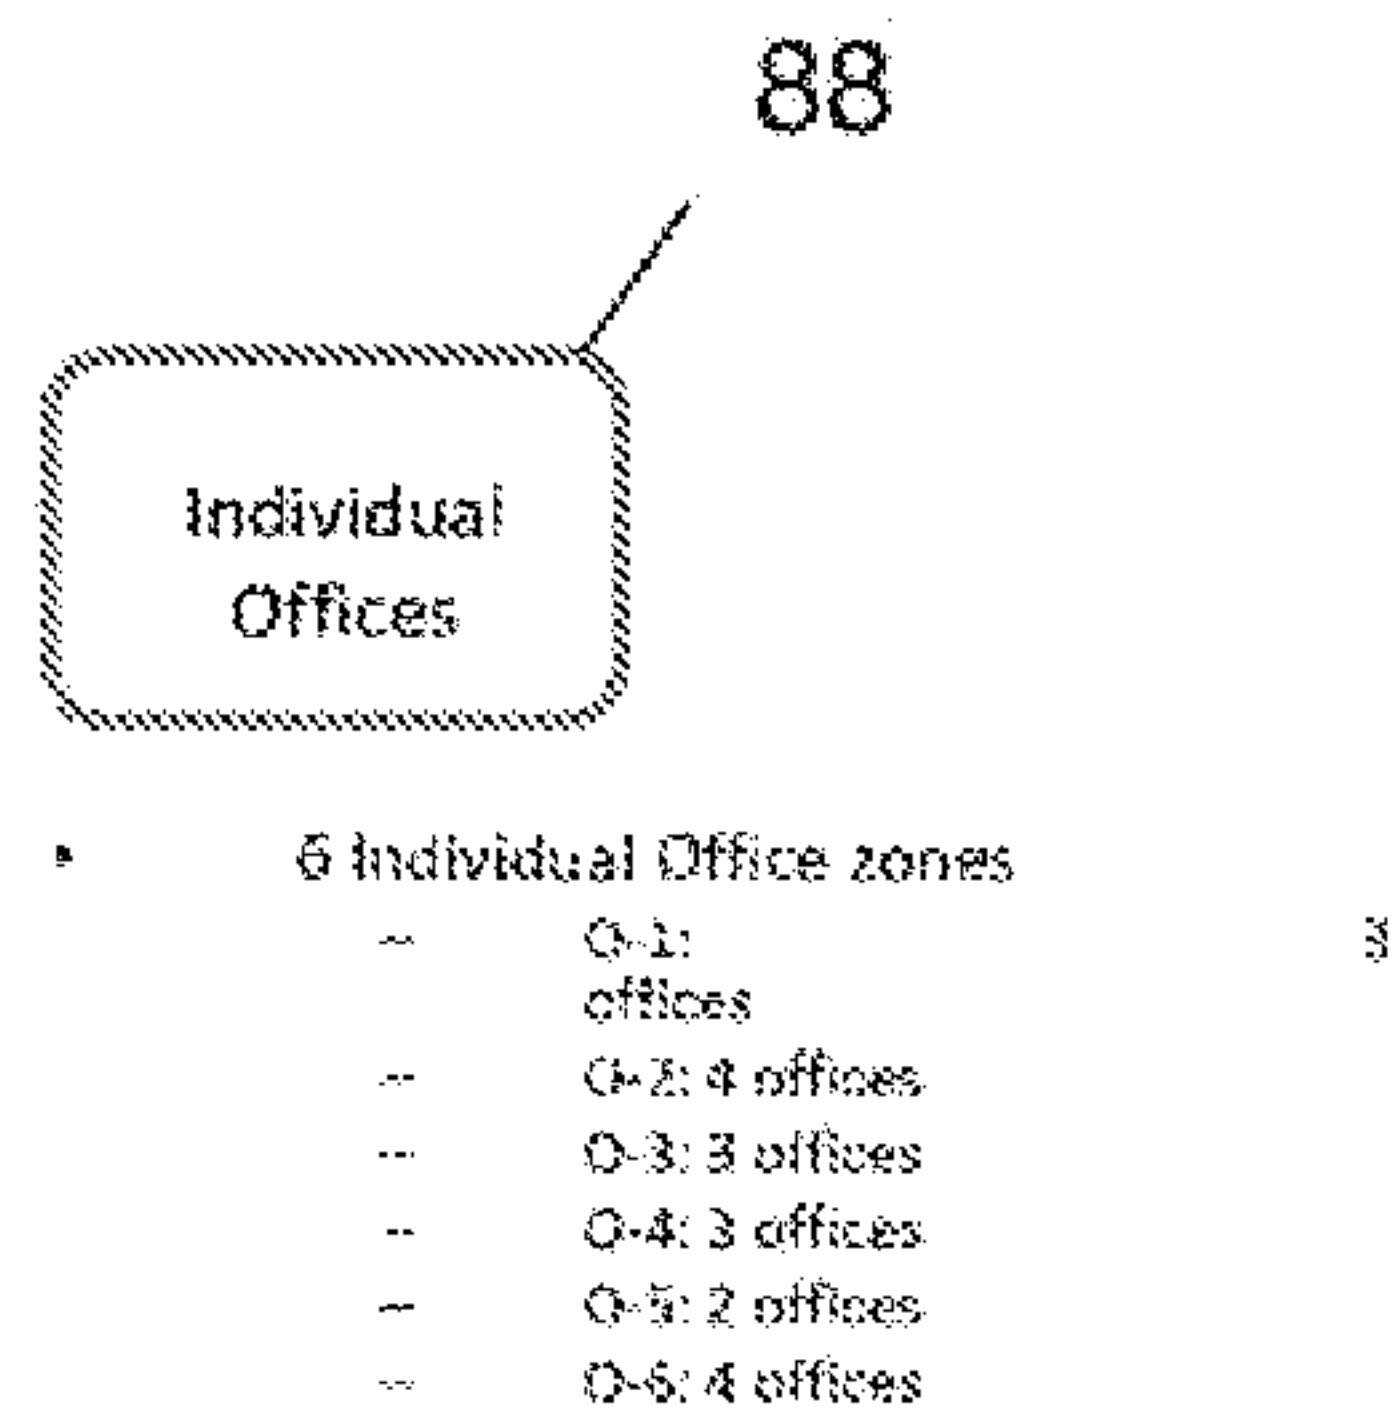 88
Individual
Offices
• 6 Individual Office zones
– O-1: 3
offices
– O-2: 4 offices
– O-3: 3 offices
– O-4: 3 offices
– O-5: 2 offices
– O-6: 4 offices